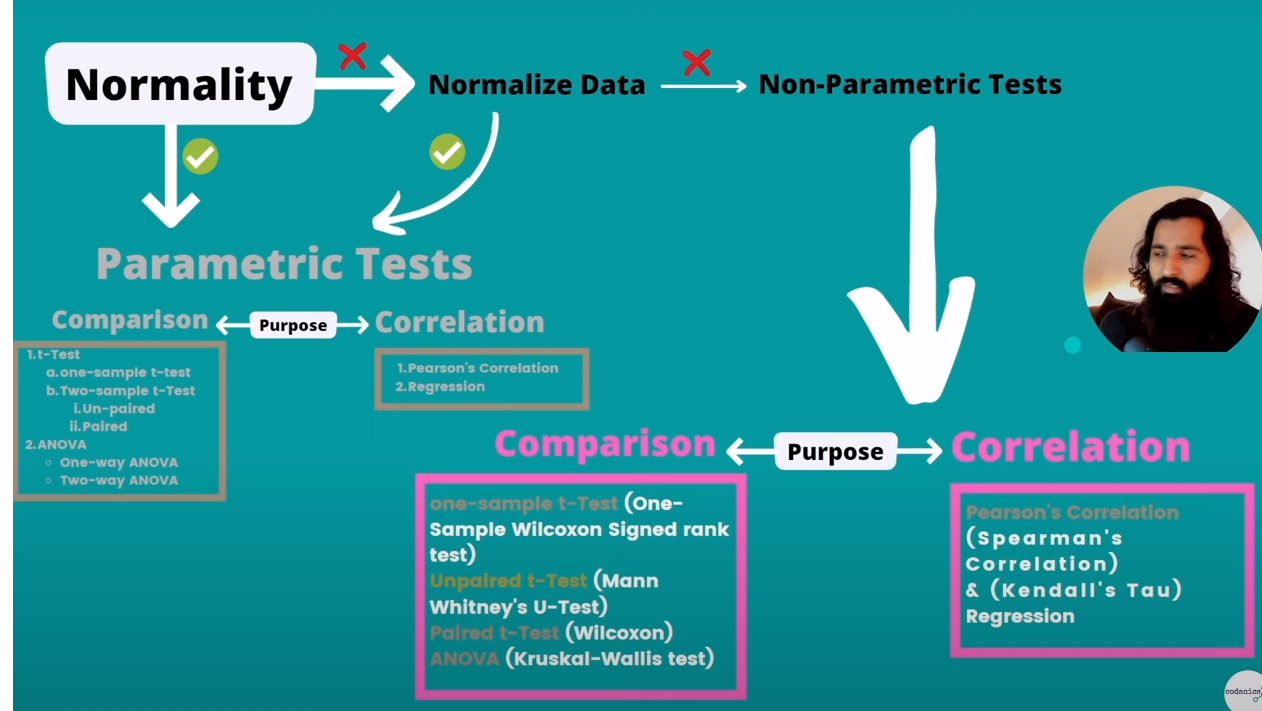 Normality
Normalize Data
Non-Parametric Tests
Parametric Tests
Comparison
Purpose
Correlation
1.t-Test
a.one-sample t-test
b.Two-sample t-Test
i.Un-paired
ii.Paired
2.ANOVA
One-way ANOVA
Two-way ANOVA
1.Pearson's Correlation
2.Regression
Comparison
Purpose
Correlation
one-sample t-Test (One-
Sample Wilcoxon Signed rank
test)
Unpaired t-Test (Mann
Whitney's U-Test)
Paired t-Test (Wilcoxon)
ANOVA (Kruskal-Wallis test)
Pearson's Correlation
(Spearman's
Correlation)
& (Kendall's Tau)
Regression
codanics